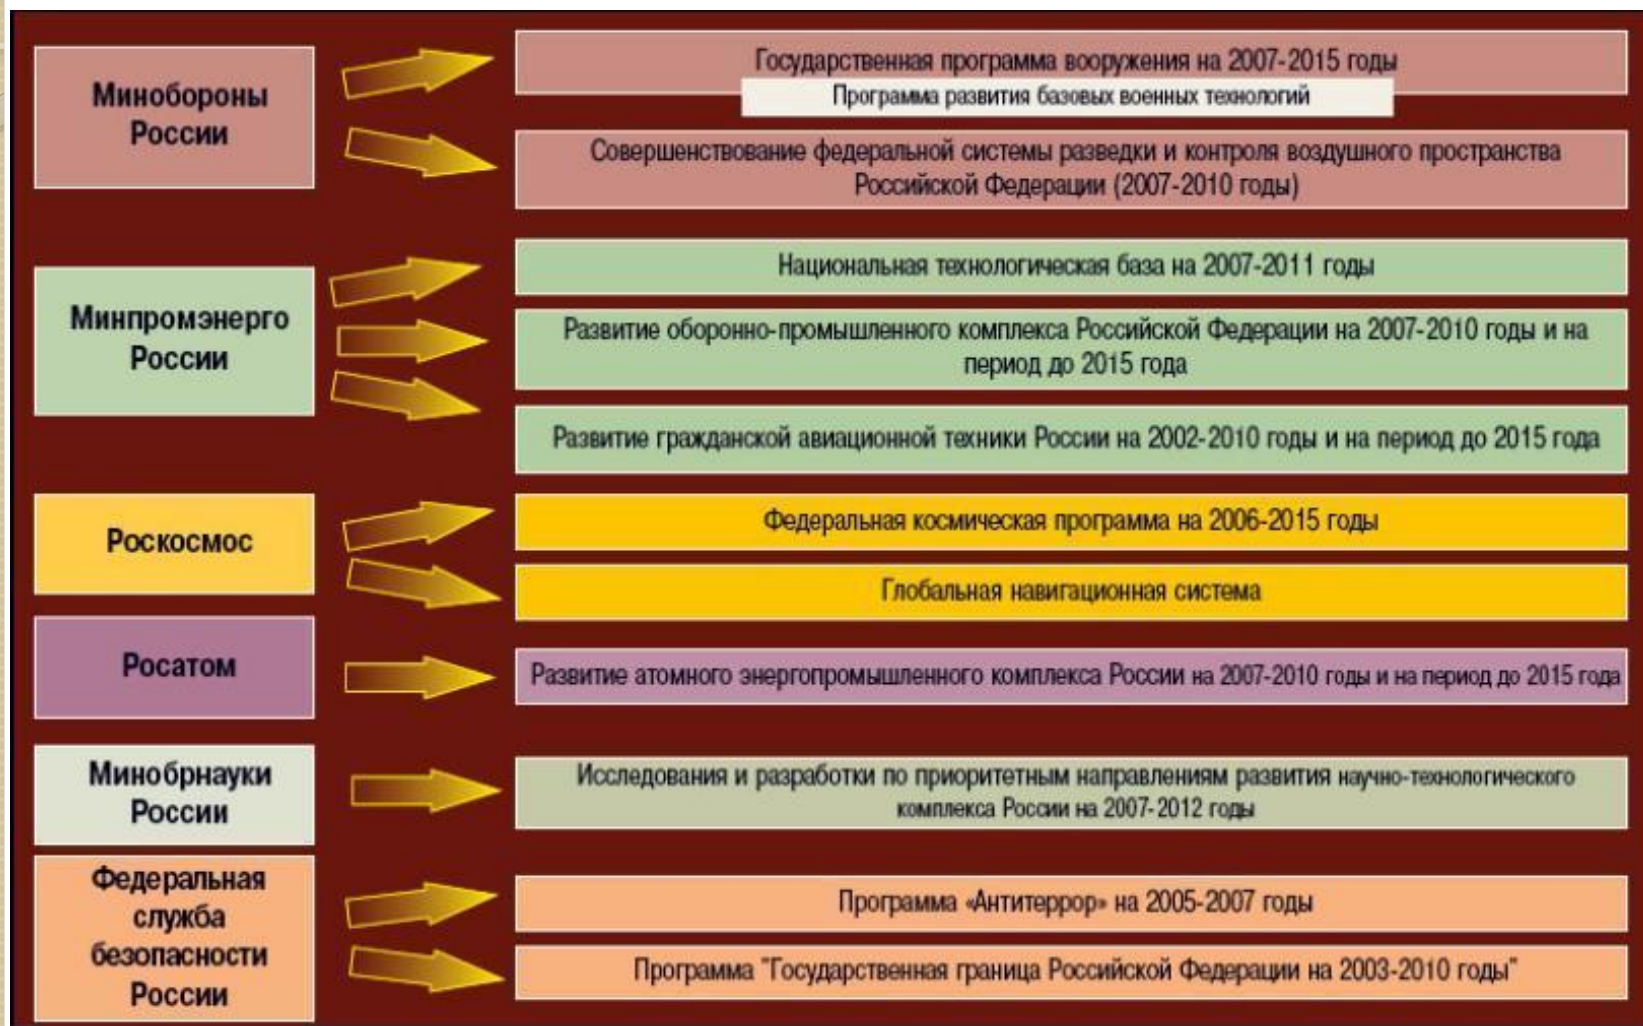 Минобороны
России
Государственная программа вооружения на 2007-2015 годы
Программа развития базовых военных технологий
Совершенствование федеральной системы разведки и контроля воздушного пространства
Российской Федерации (2007-2010 годы)
Минпромэнерго
России
Национальная технологическая база на 2007-2011 годы
Развитие оборонно-промышленного комплекса Российской Федерации на 2007-2010 годы и на
период до 2015 года
Развитие гражданской авиационной техники России на 2002-2010 годы и на период до 2015 года
Роскосмос
Федеральная космическая программа на 2006-2015 годы
Глобальная навигационная система
Росатом
Развитие атомного энергопромышленного комплекса России на 2007-2010 годы и на период до 2015 года
Минобрнауки
России
Исследования и разработки по приоритетным направлениям развития научно-технологического
комплекса России на 2007-2012 годы
Федеральная
служба
безопасности
России
Программа «Антитеррор» на 2005-2007 годы
Программа "Государственная граница Российской Федерации на 2003-2010 годы"